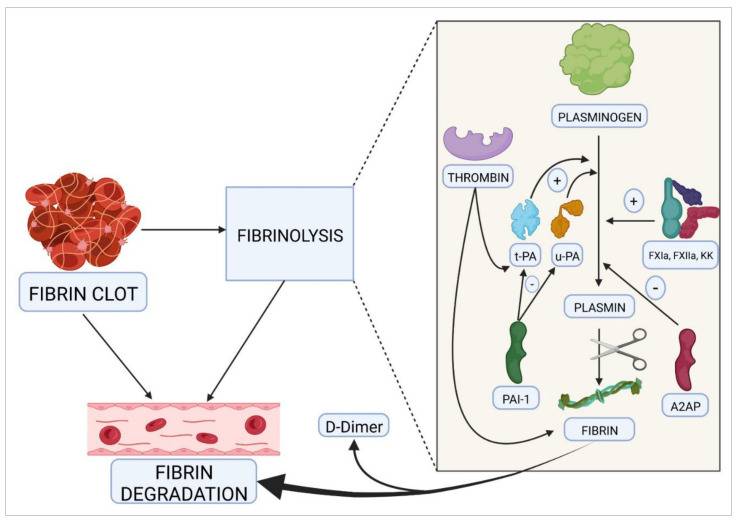 PLASMINOGEN
THROMBIN
+
+
t-PA
u-PA
FXIa, FXIIa, KK
FIBRINOLYSIS
FIBRIN CLOT
-
-
PLASMIN
PAI-1
A2AP
D-Dimer
FIBRIN
FIBRIN
DEGRADATION